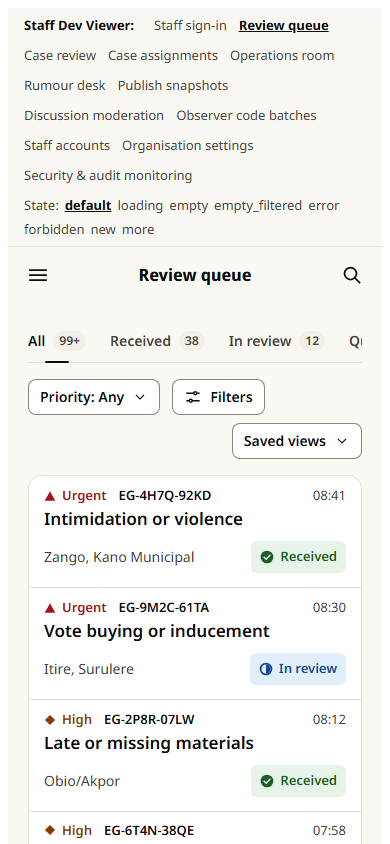 Staff Dev Viewer: Staff sign-in Review queue
Case review Case assignments Operations room
Rumour desk Publish snapshots
Discussion moderation Observer code batches
Staff accounts Organisation settings
Security & audit monitoring
State: default loading empty empty_filtered error
forbidden new more
Review queue
All 99+ Received 38 In review 12 Qu
Priority: Any Filters
Saved views
Urgent EG-4H7Q-92KD 08:41
Intimidation or violence
Zango, Kano Municipal Received
Urgent EG-9M2C-61TA 08:30
Vote buying or inducement
Itire, Surulere In review
High EG-2P8R-07LW 08:12
Late or missing materials
Obio/Akpor Received
High EG-6T4N-38QE 07:58